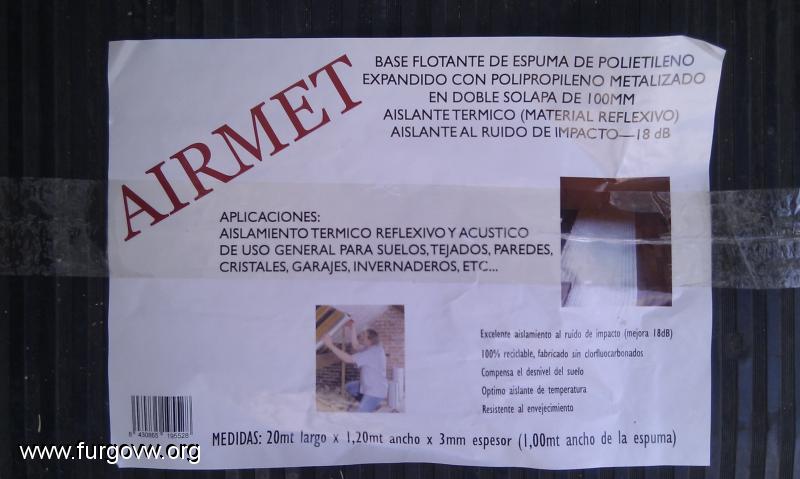 AIRMET
BASE FLOTANTE DE ESPUMA DE POLIETILENO
EXPANDIDO CON POLIPROPILENO METALIZADO
EN DOBLE SOLAPA DE 100MM
AISLANTE TERMICO (MATERIAL REFLEXIVO)
AISLANTE AL RUIDO DE IMPACTO—18 dB
APLICACIONES:
AISLAMIENTO TERMICO REFLEXIVO Y ACUSTICO
DE USO GENERAL PARA SUELOS, TEJADOS, PAREDES,
CRISTALES, GARAJES, INVERNADEROS, ETC...
Excelente aislamiento al ruido de impacto (mejora 18dB)
100% reciclable, fabricado sin clorfluocarbonados
Compensa el desnivel del suelo
Optimo aislante de temperatura
Resistente al envejecimiento
8 430865 195528
MEDIDAS: 20mt largo x 1,20mt ancho x 3mm espesor (1,00mt ancho de la espuma)
www.furgovw.org